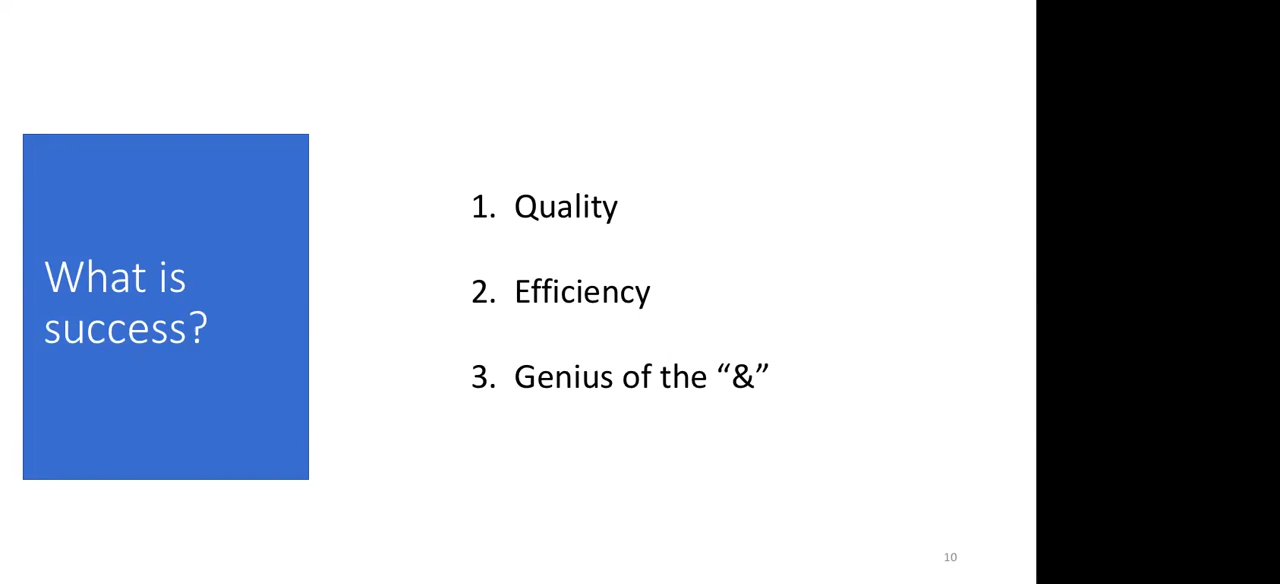 What is
success?
1. Quality
2. Efficiency
3. Genius of the “&”
10